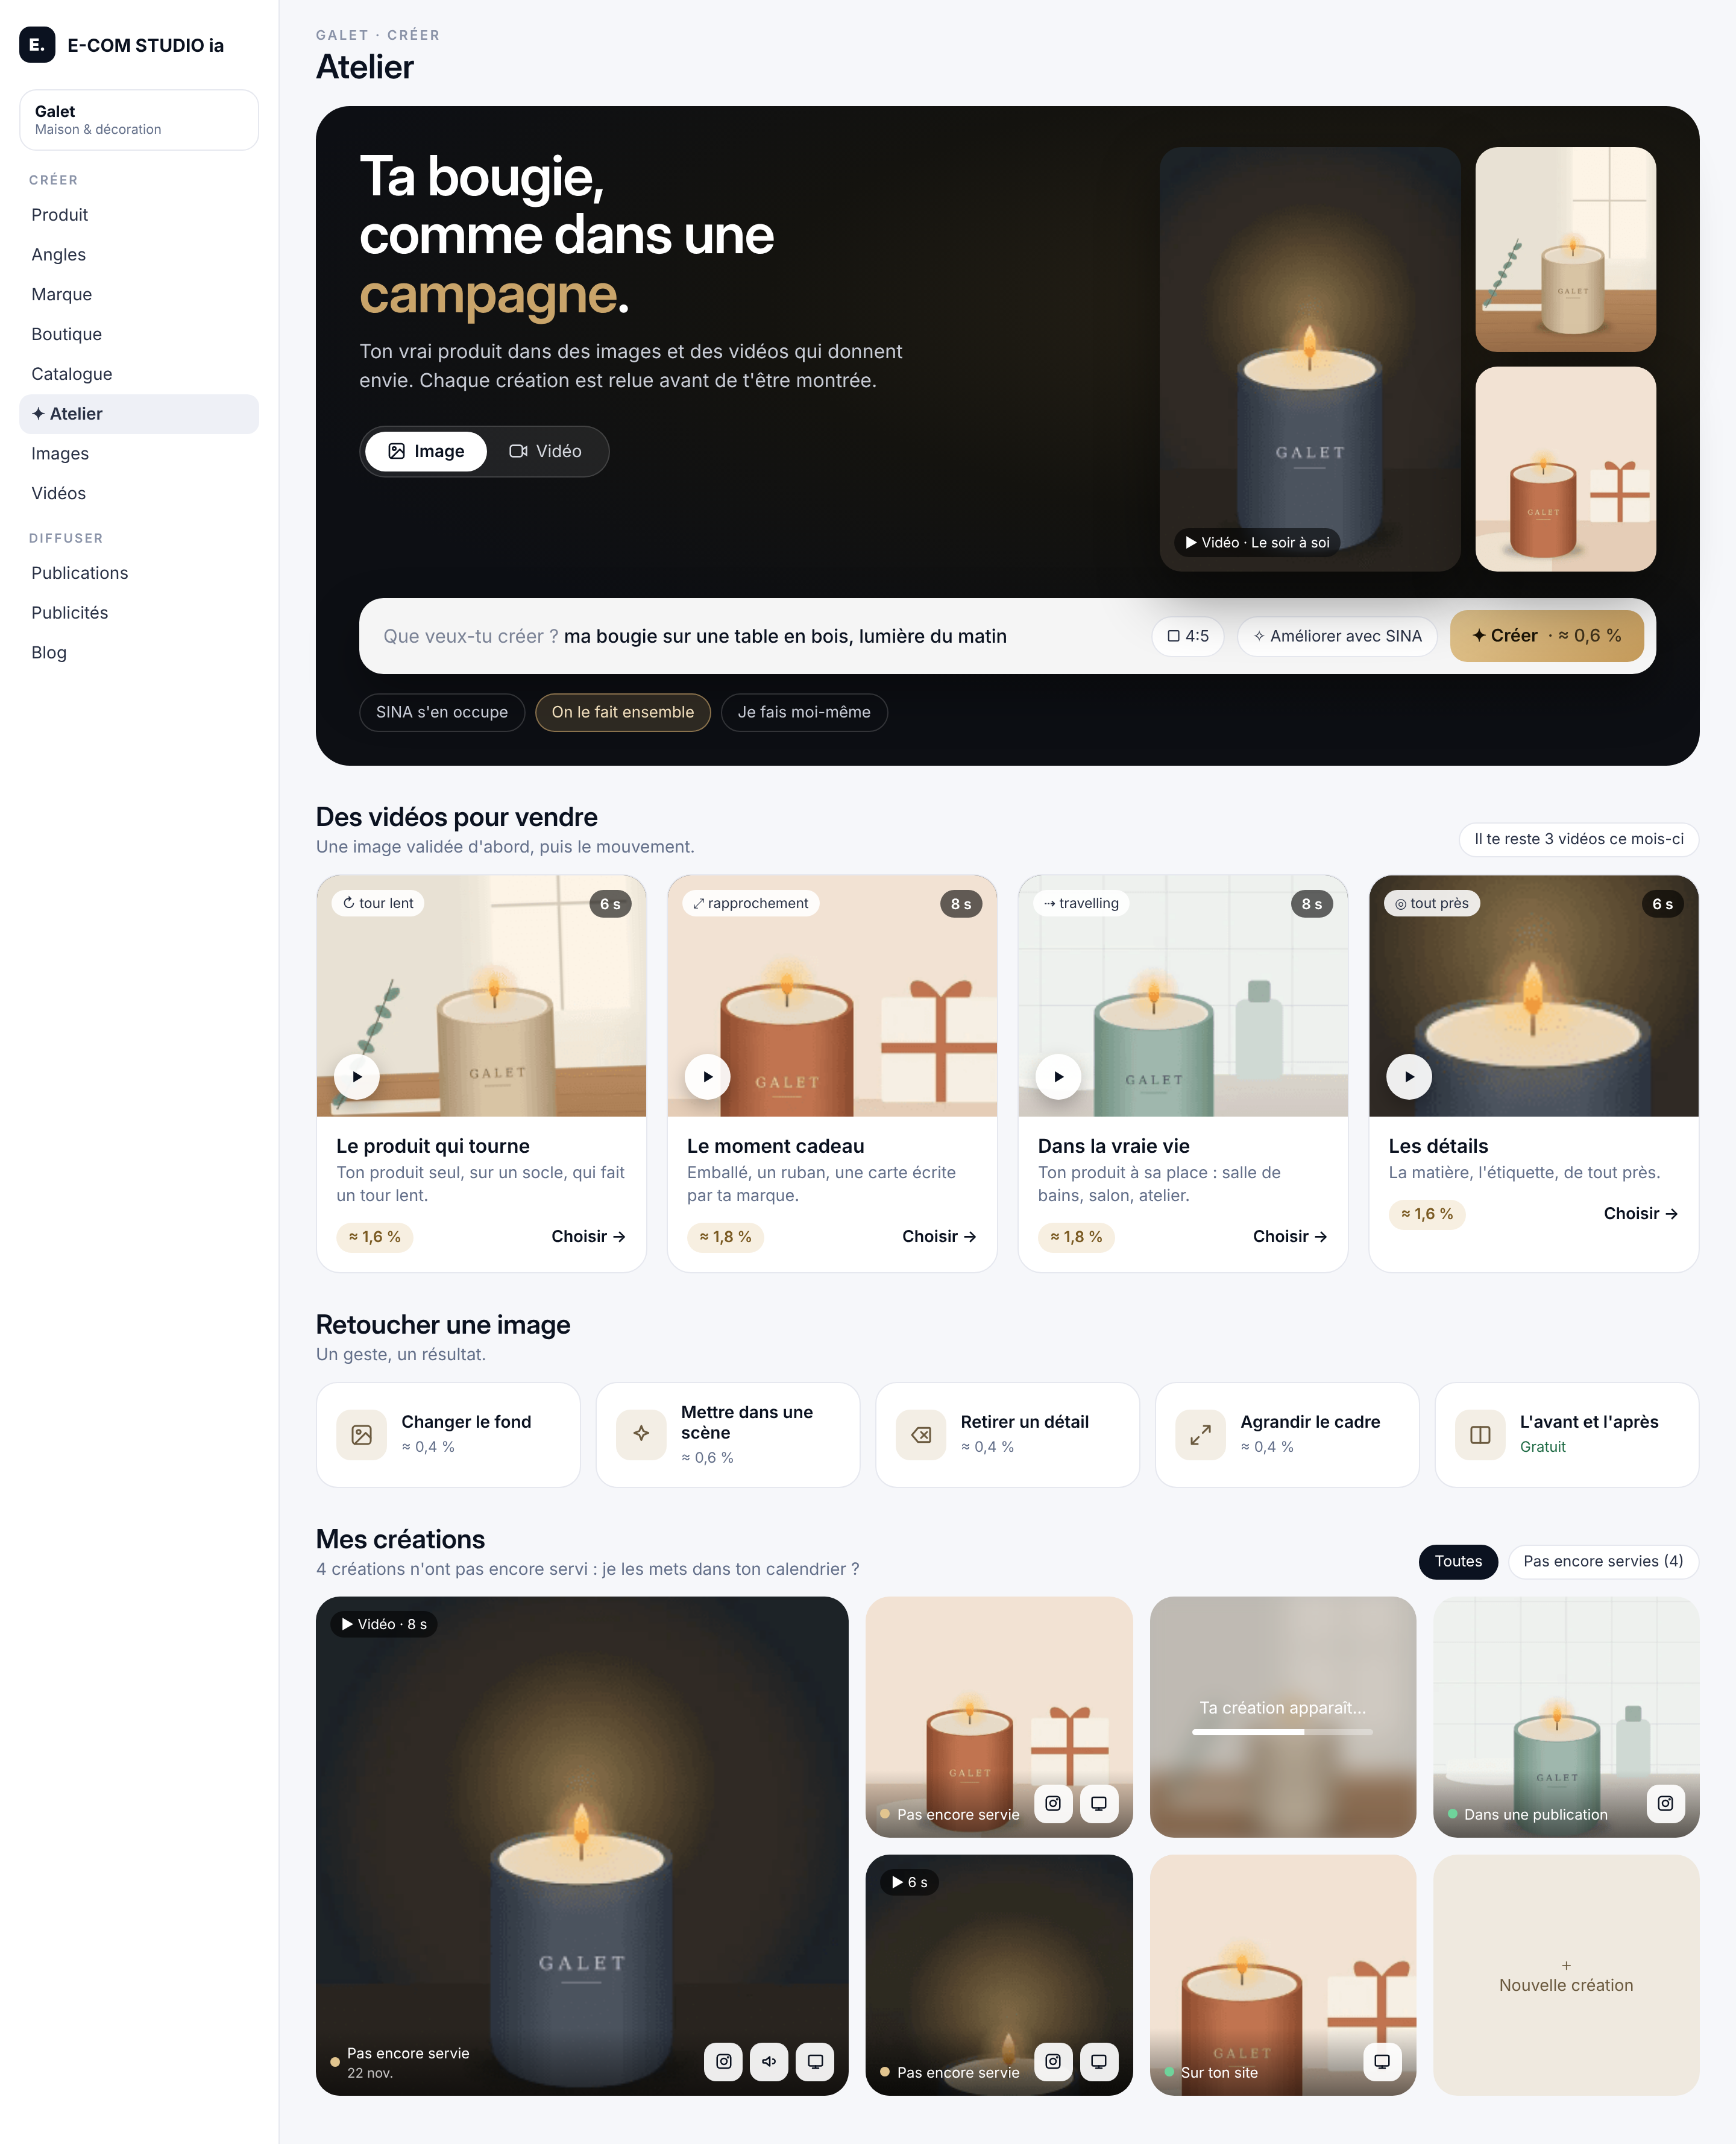 E. E-COM STUDIO ia
Galet
Maison & décoration
CRÉER
Produit
Angles
Marque
Boutique
Catalogue
✦ Atelier
Images
Vidéos
DIFFUSER
Publications
Publicités
Blog
GALET · CRÉER
Atelier
Ta bougie,
comme dans une
campagne.
Ton vrai produit dans des images et des vidéos qui donnent
envie. Chaque création est relue avant de t'être montrée.
Image Vidéo
GALET
▶ Vidéo · Le soir à soi
GALET
GALET
Que veux-tu créer ? ma bougie sur une table en bois, lumière du matin
4:5
✧ Améliorer avec SINA
✦ Créer · ≈ 0,6 %
SINA s'en occupe
On le fait ensemble
Je fais moi-même
Des vidéos pour vendre
Une image validée d'abord, puis le mouvement.
Il te reste 3 vidéos ce mois-ci
↻ tour lent
6 s
GALET
Le produit qui tourne
Ton produit seul, sur un socle, qui fait
un tour lent.
≈ 1,6 %
Choisir →
⤢ rapprochement
8 s
GALET
Le moment cadeau
Emballé, un ruban, une carte écrite
par ta marque.
≈ 1,8 %
Choisir →
⇢ travelling
8 s
GALET
Dans la vraie vie
Ton produit à sa place : salle de
bains, salon, atelier.
≈ 1,8 %
Choisir →
◎ tout près
6 s
Les détails
La matière, l'étiquette, de tout près.
≈ 1,6 %
Choisir →
Retoucher une image
Un geste, un résultat.
Changer le fond
≈ 0,4 %
Mettre dans une
scène
≈ 0,6 %
Retirer un détail
≈ 0,4 %
Agrandir le cadre
≈ 0,4 %
L'avant et l'après
Gratuit
Mes créations
4 créations n'ont pas encore servi : je les mets dans ton calendrier ?
Toutes
Pas encore servies (4)
▶ Vidéo · 8 s
GALET
Pas encore servie
22 nov.
GALET
Pas encore servie
Ta création apparaît…
GALET
Dans une publication
▶ 6 s
Pas encore servie
GALET
Sur ton site
+
Nouvelle création